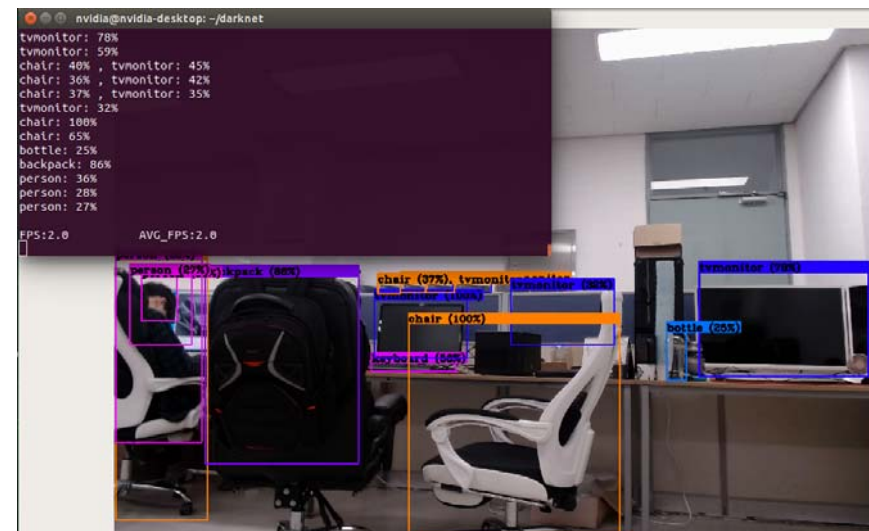 nvidia@nvidia-desktop: ~/darknet
tvmonitor: 78%
tvmonitor: 59%
chair: 40% , tvmonitor: 45%
chair: 36% , tvmonitor: 42%
chair: 37% , tvmonitor: 35%
tvmonitor: 32%
chair: 100%
chair: 65%
bottle: 25%
backpack: 86%
person: 36%
person: 28%
person: 27%
FPS:2.0 AVG_FPS:2.0
person (27%)
chair (37%), tvmonitor
tvmonitor (32%)
tvmonitor (78%)
tvmonitor (100%)
chair (100%)
bottle (25%)
keyboard (56%)